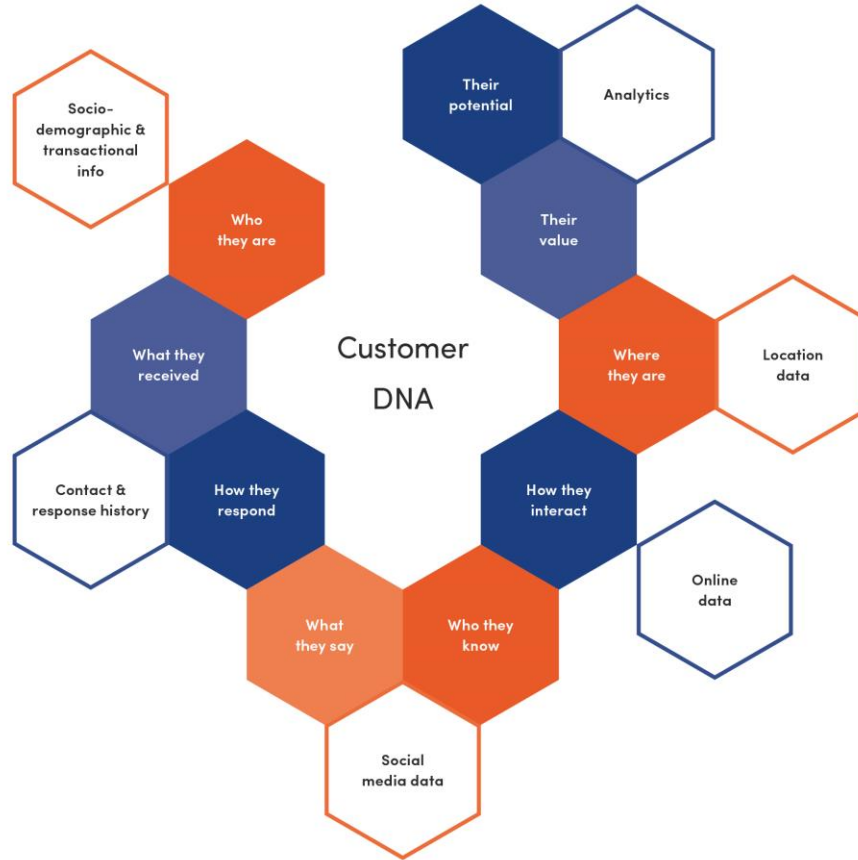 Their
potential
Analytics
Socio-
demographic &
transactional
info
Who
they are
Their
value
What they
received
Customer
DNA
Where
they are
Location
data
Contact &
response history
How they
respond
How they
interact
Online
data
What
they say
Who they
know
Social
media data